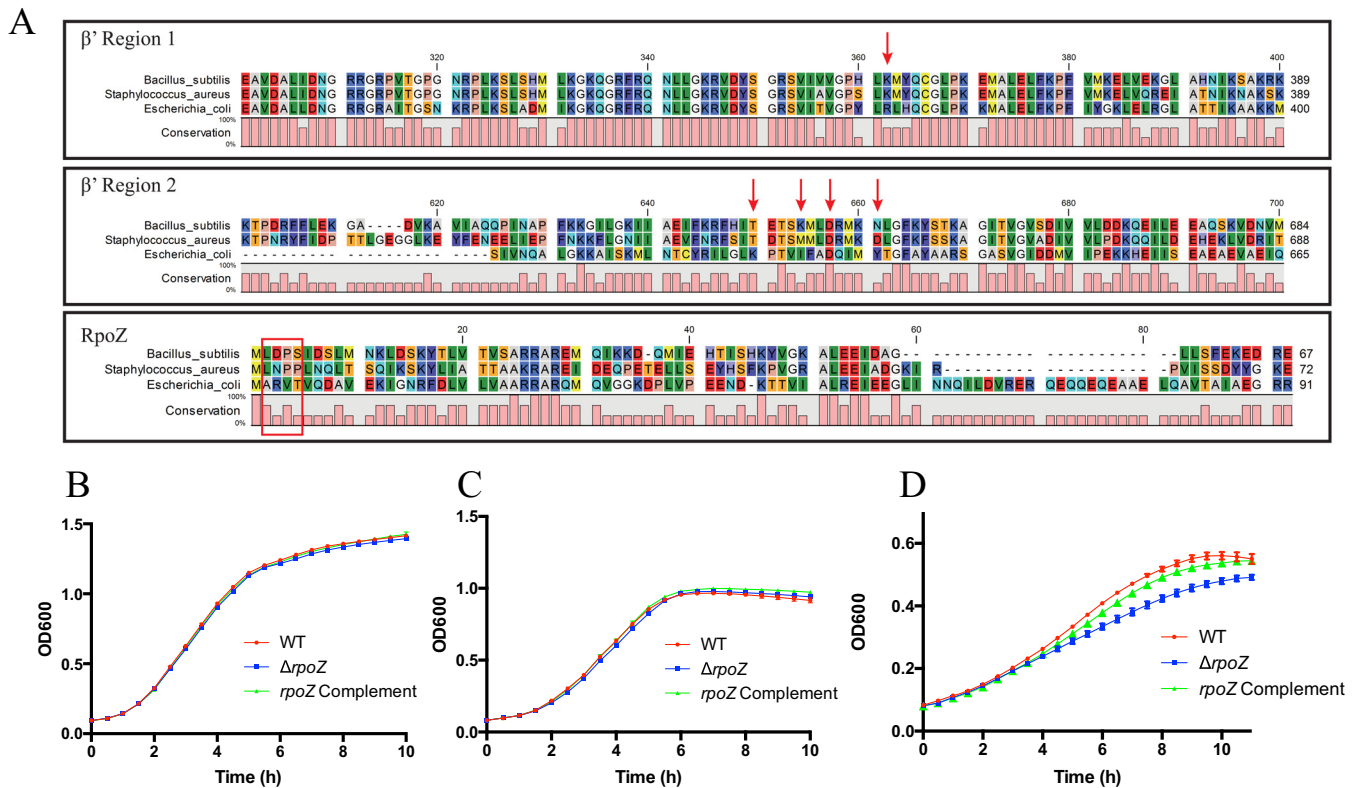 A
β' Region 1
320 340 360 380 400
Bacillus_subtilis EAVDALIDNG RRGRPVTGPG NRPLKSLSHM LKGKQGRFRQ NLLGKRVDYS GRSVIVVGPH LKMYQCGLPK EMALELFKPF VMKELVEKGL AHNIKSAKRK 389
Staphylococcus_aureus EAVDALIDNG RRGRPVTGPG NRPLKSLSHM LKGKQGRFRQ NLLGKRVDYS GRSVIAVGPS LKMYQCGLPK EMALELFKPF VMKELVQREI ATNIKNAKSK 389
Escherichia_coli EAVDALLDNG RRGRAITGSN KRPLKSLADM IKGKQGRFRQ NLLGKRVDYS GRSVITVGPY LRLHQCGLPK KMALELFKPF IYGKLELRGL ATTIKAAKKM 400
100%
Conservation
0%
β' Region 2
620 640 660 680 700
Bacillus_subtilis KTPDRFFLEK GA----DVKA VIAQQPINAP FKKGILGKII AEIFKRFHIT ETSKMLDRMK NLGFKYSTKA GITVGVSDIV VLDDKQEILE EAQSKVDNVM 684
Staphylococcus_aureus KTPNRYFIDP TTLGEGGLKE YFENEELIEP FNKKFLGNII AEVFNRFSIT DTSMMLDRMK DLGFKFSSKA GITVGVADIV VLPDKQQILD EHEKLVDRIT 688
Escherichia_coli ---------- ---------- ----SIVNQA LGKKAISKML NTCYRILGLK PTVIFADQIM YTGFAYAARS GASVGIDDMV IPEKKHEIIS EAEAEVAEIQ 665
100%
Conservation
0%
RpoZ
20 40 60 80
Bacillus_subtilis MLDPSIDSLM NKLDSKYTLV TVSARRAREM QIKKD-QMIE HTISHKYVGK ALEEIDAG-- ---------- ---------- --LLSFEKED RE 67
Staphylococcus_aureus MLNPPLNQLT SQIKSKYLIA TTAAKRAREI DEQPETELLS EYHSFKPVGR ALEEIADGKI R--------- ---------- --PVISSDYYGK E 72
Escherichia_coli MARVTVQDAV EKIGNRFDLV LVAARRARQM QVGGKDPLVP EEND-KTTVI ALREIEEGLI NNQILDVRER QEQQEQEAAE LQAVTAIAEG RR 91
100%
Conservation
0%
B
1.5
1.0
0.5
0.0
OD600
0 2 4 6 8 10
Time (h)
WT
ΔrpoZ
rpoZ Complement
C
1.5
1.0
0.5
0.0
OD600
0 2 4 6 8 10
Time (h)
WT
ΔrpoZ
rpoZ Complement
D
0.6
0.4
0.2
0.0
OD600
0 2 4 6 8 10
Time (h)
WT
ΔrpoZ
rpoZ Complement